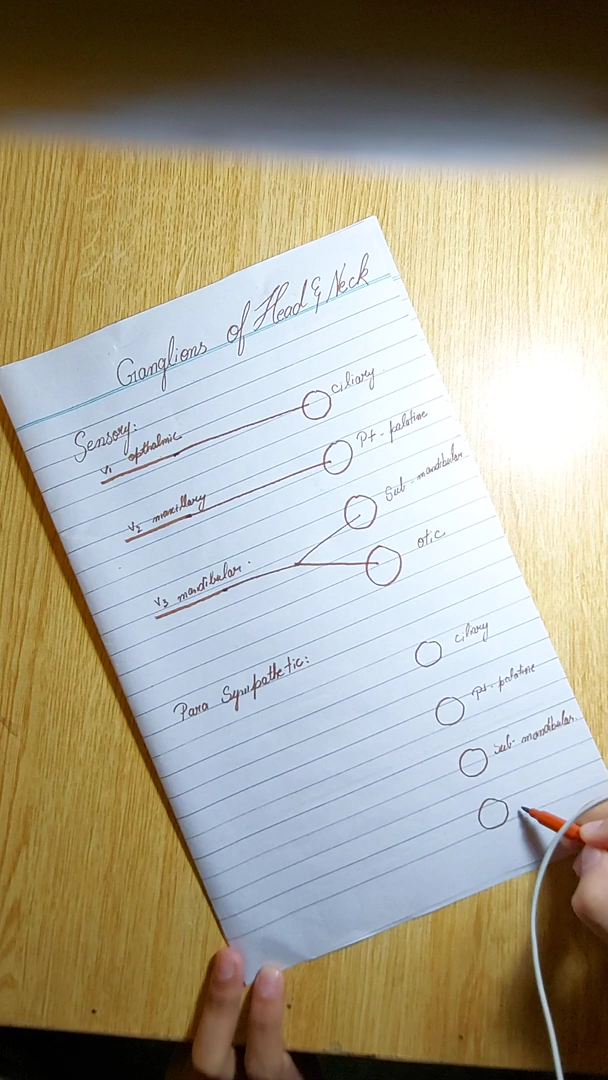 Ganglions of Head & Neck
Sensory:
V1 opthalmic
ciliary
V2 maxillary
Pt - palatine
V3 mandibular.
Sub - mandibular
otic
Para Sympathetic:
ciliary
Pt - palatine
Sub - mandibular.